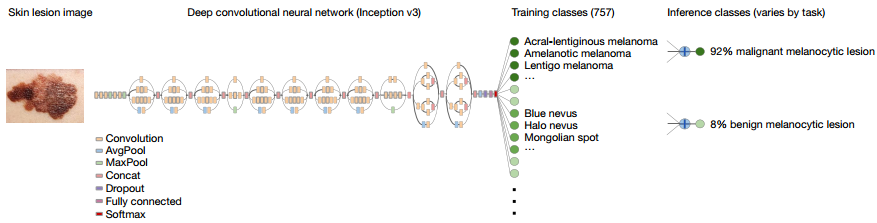 Skin lesion image
Deep convolutional neural network (Inception v3)
Training classes (757)
Inference classes (varies by task)
Acral-lentiginous melanoma
Amelanotic melanoma
Lentigo melanoma
...
Blue nevus
Halo nevus
Mongolian spot
...
92% malignant melanocytic lesion
8% benign melanocytic lesion
Convolution
AvgPool
MaxPool
Concat
Dropout
Fully connected
Softmax